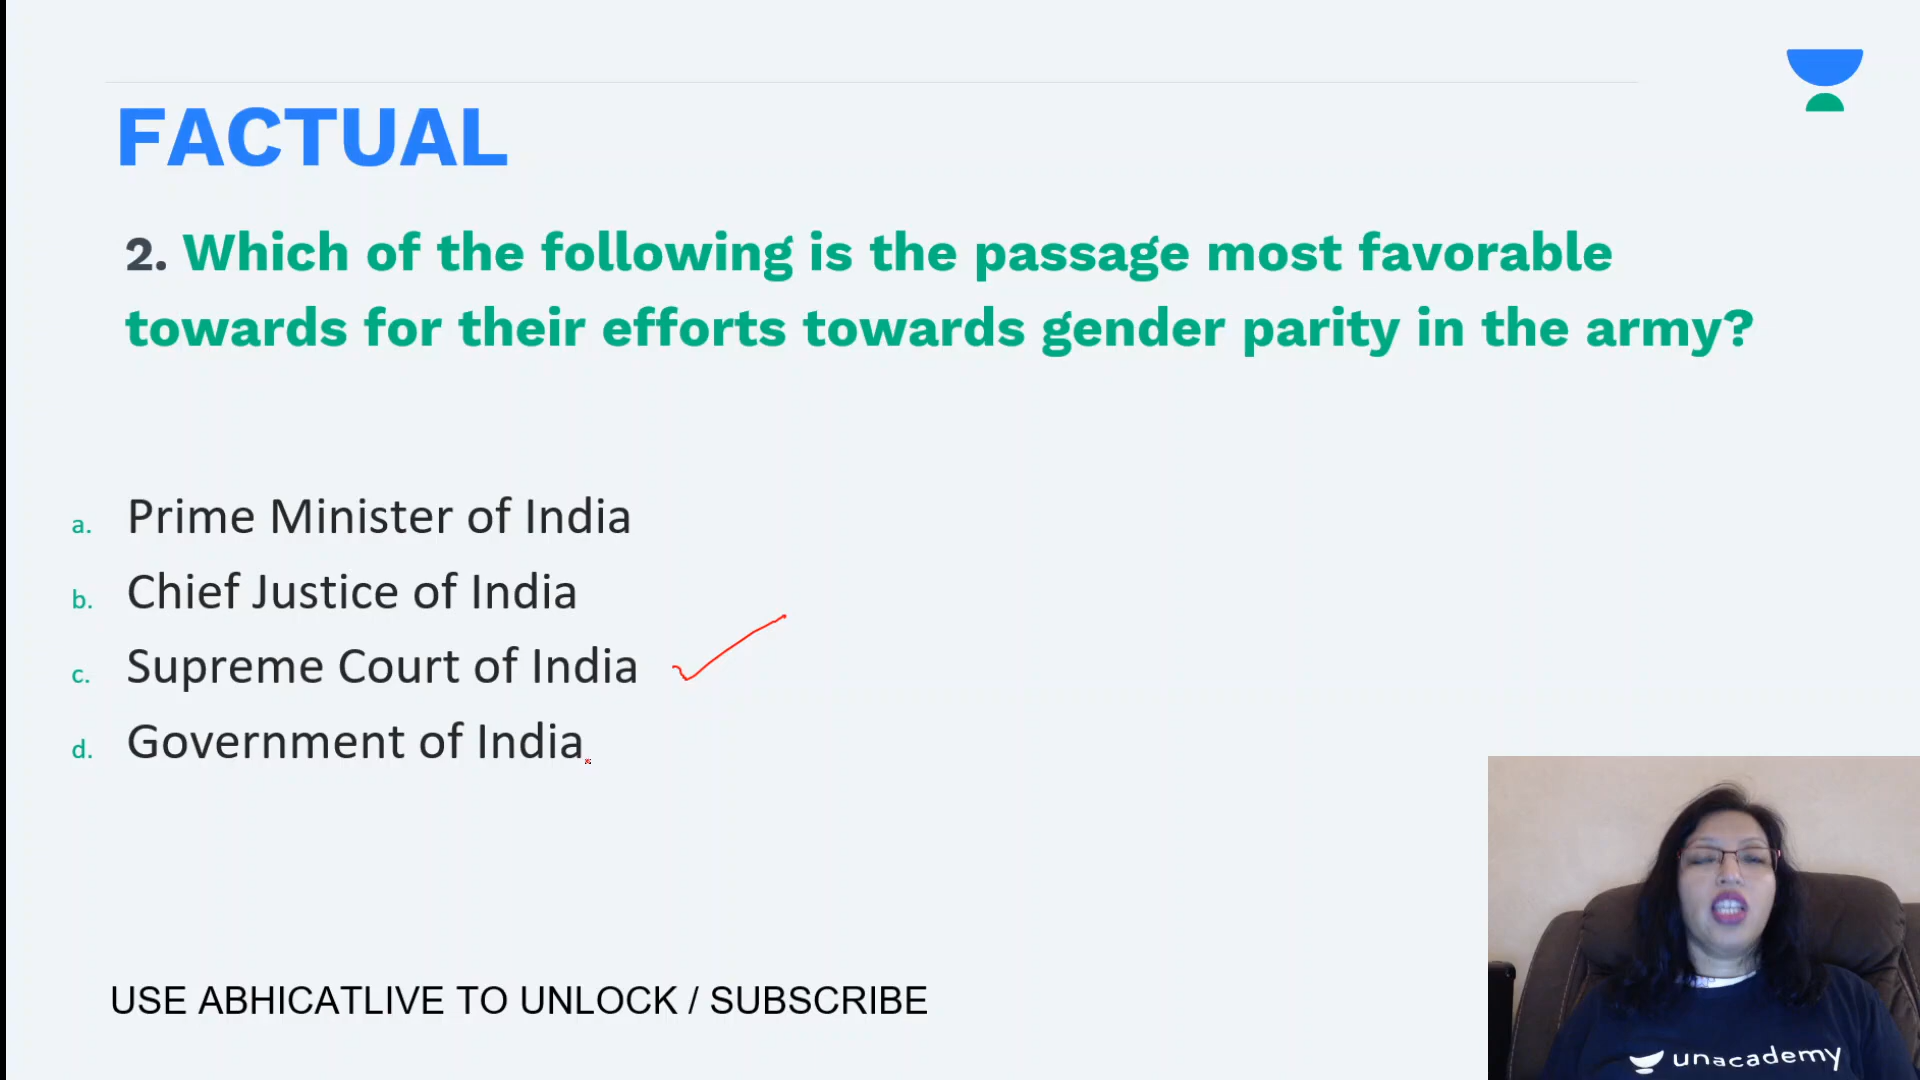 FACTUAL
2. Which of the following is the passage most favorable
towards for their efforts towards gender parity in the army?
a. Prime Minister of India
b. Chief Justice of India
c. Supreme Court of India
d. Government of India
USE ABHICATLIVE TO UNLOCK / SUBSCRIBE
unacademy